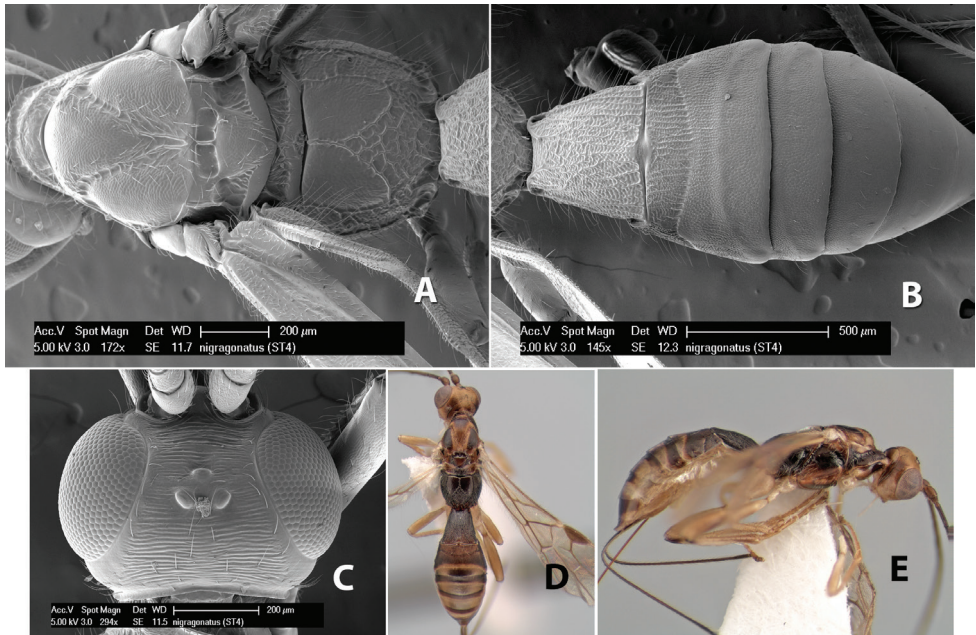 A
Acc.V Spot Magn Det WD 200 µm
5.00 kV 3.0 172x SE 11.7 nigragonatus (ST4)
B
Acc.V Spot Magn Det WD 500 µm
5.00 kV 3.0 145x SE 12.3 nigragonatus (ST4)
C
Acc.V Spot Magn Det WD 200 µm
5.00 kV 3.0 294x SE 11.5 nigragonatus (ST4)
D
E